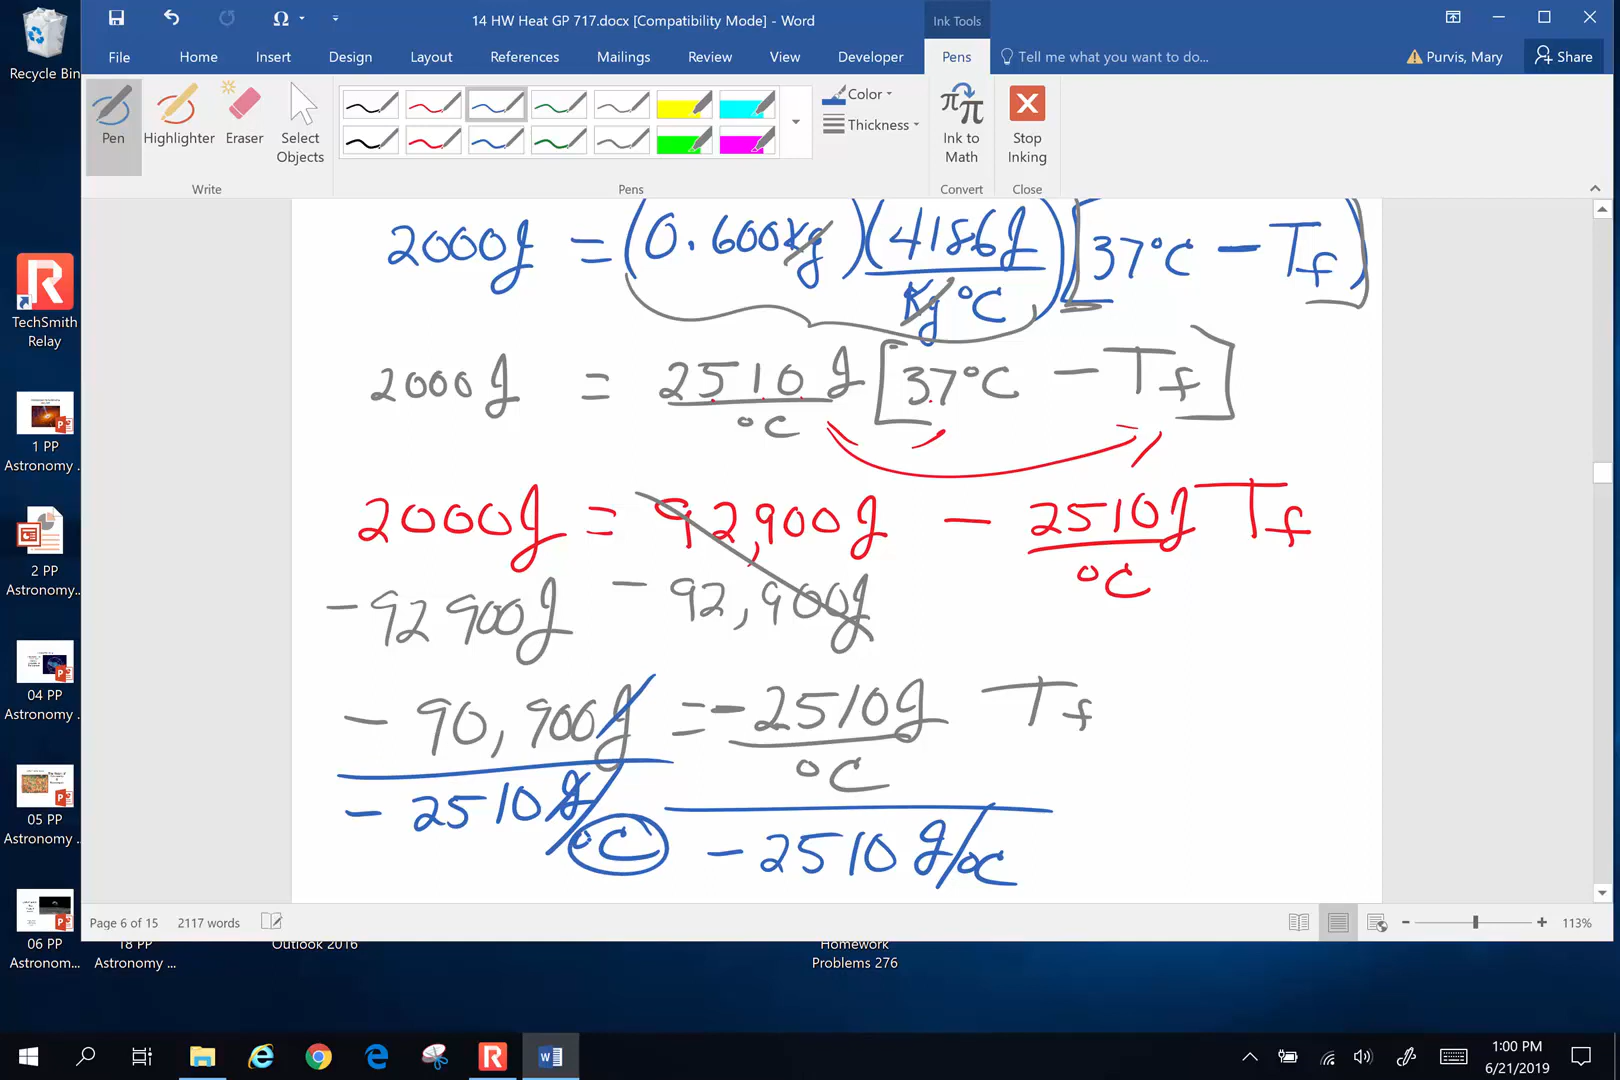 Recycle Bin
TechSmith Relay
1 PP Astronomy ...
2 PP Astronomy...
04 PP Astronomy ...
05 PP Astronomy ...
06 PP Astronom...
18 PP Astronomy ...
Outlook 2016
Homework Problems 276
14 HW Heat GP 717.docx [Compatibility Mode] - Word
Ink Tools
File Home Insert Design Layout References Mailings Review View Developer Pens Tell me what you want to do... Purvis, Mary Share
Pen Highlighter Eraser Select Objects
Color
Thickness
Ink to Math
Stop Inking
Write Pens Convert Close
2000J = (0.600kg)(4186J/kg°C)[37°C - Tf]
2000J = 2510J/°C [37°C - Tf]
2000J = 92,900J - 2510J/°C Tf
-92900J -92,900J
-90,900J = -2510J/°C Tf
-2510J/°C -2510J/°C
Page 6 of 15 2117 words 113%
1:00 PM
6/21/2019